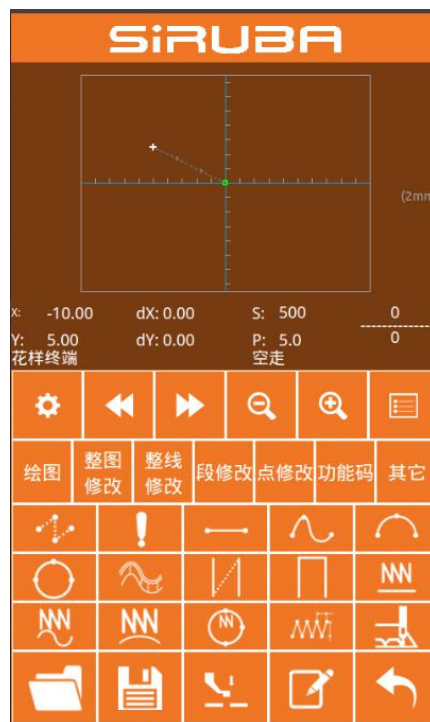 SiRUBA
(2mm
X: -10.00 dX: 0.00 S: 500 0
Y: 5.00 dY: 0.00 P: 5.0 0
花样终端 空走
绘图 整图修改 整线修改 段修改 点修改 功能码 其它